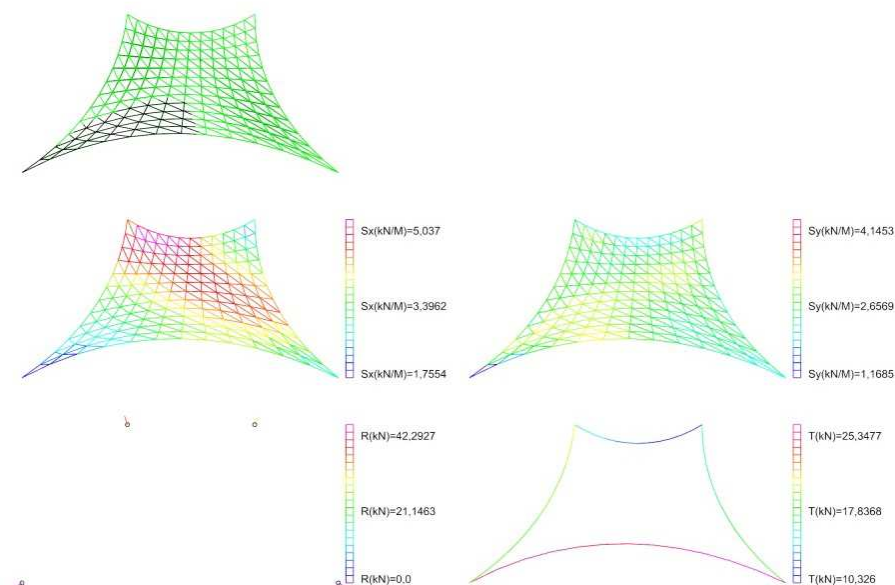 Sx(kN/M)=5,037
Sx(kN/M)=3,3962
Sx(kN/M)=1,7554
Sy(kN/M)=4,1453
Sy(kN/M)=2,6569
Sy(kN/M)=1,1685
R(kN)=42,2927
R(kN)=21,1463
R(kN)=0,0
T(kN)=25,3477
T(kN)=17,8368
T(kN)=10,326